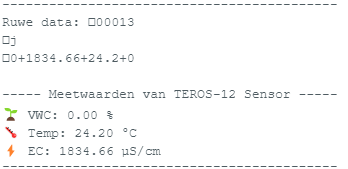 -----------------------------------------
Ruwe data: □00013
□j
□0+1834.66+24.2+0
----- Meetwaarden van TEROS-12 Sensor -----
🌱 VWC: 0.00 %
🌡 Temp: 24.20 °C
⚡ EC: 1834.66 µS/cm
-----------------------------------------